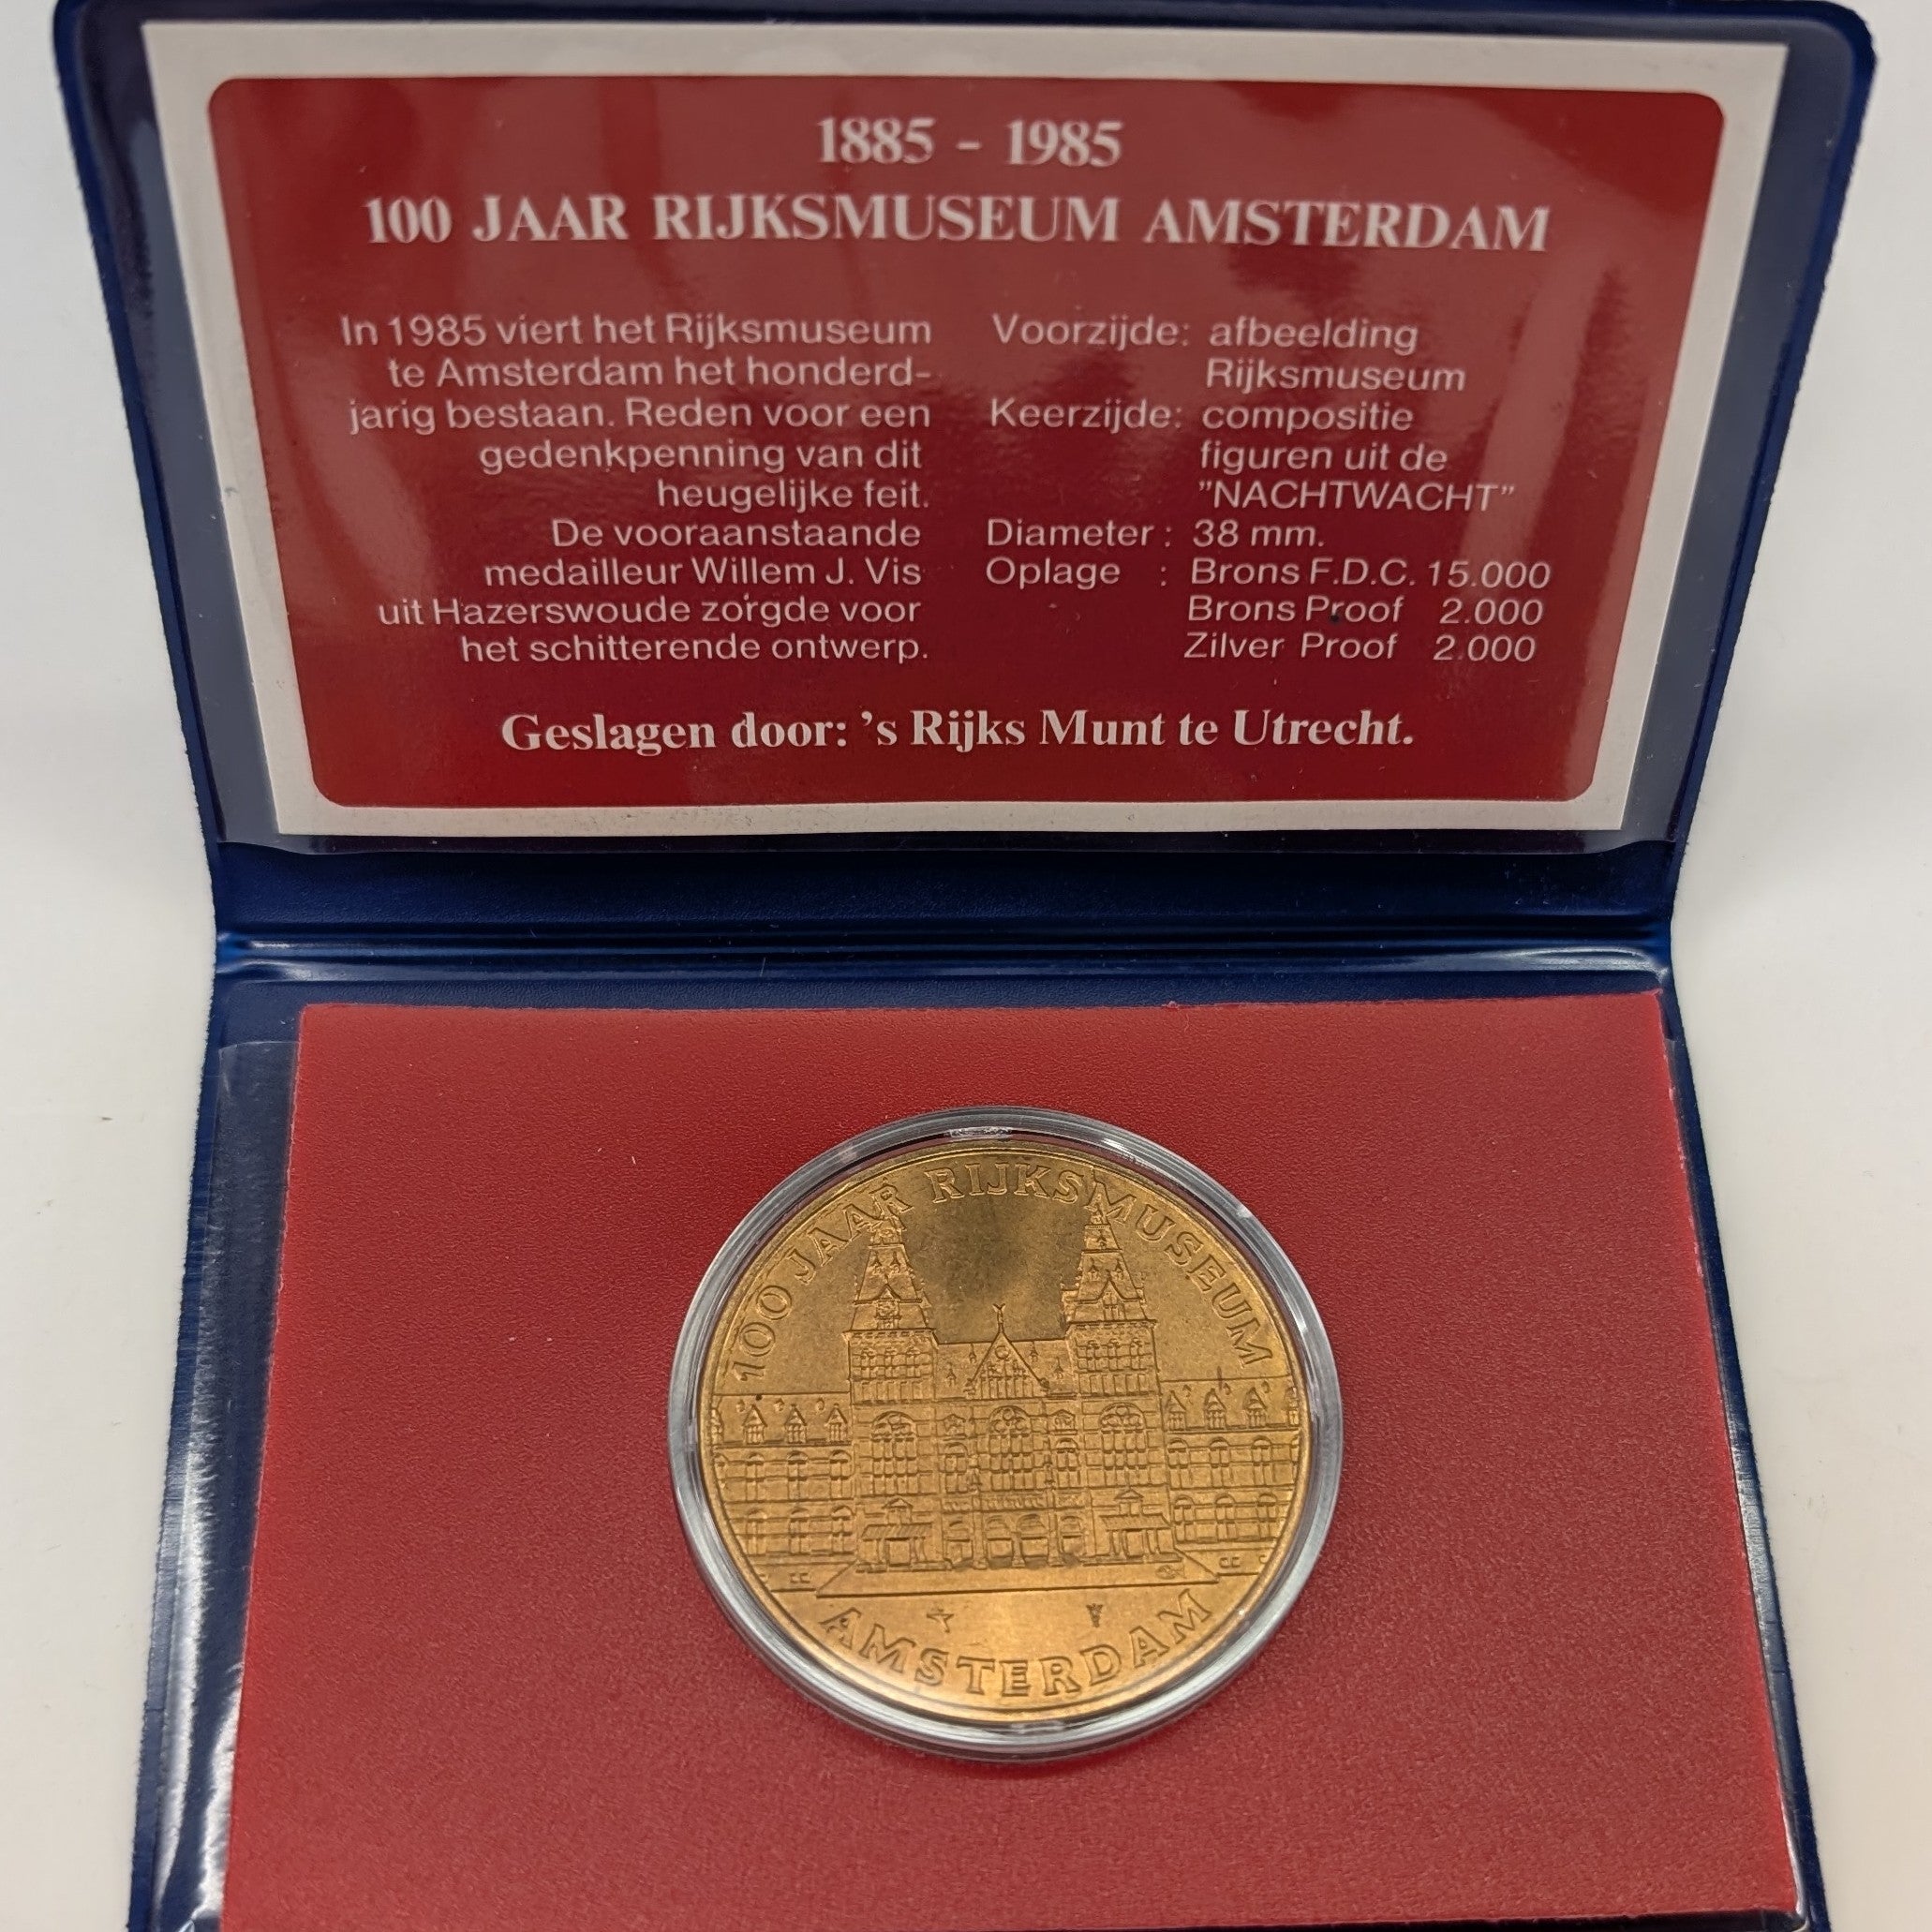 1885 - 1985
100 JAAR RIJKSMUSEUM AMSTERDAM
In 1985 viert het Rijksmuseum
te Amsterdam het honderd-
jarig bestaan. Reden voor een
gedenkpenning van dit
heugelijke feit.
De vooraanstaande
medailleur Willem J. Vis
uit Hazerswoude zorgde voor
het schitterende ontwerp.
Voorzijde: afbeelding
Rijksmuseum
Keerzijde: compositie
figuren uit de
"NACHTWACHT"
Diameter : 38 mm.
Oplage : Brons F.D.C. 15.000
Brons Proof 2.000
Zilver Proof 2.000
Geslagen door: 's Rijks Munt te Utrecht.
100 JAAR RIJKSMUSEUM
AMSTERDAM